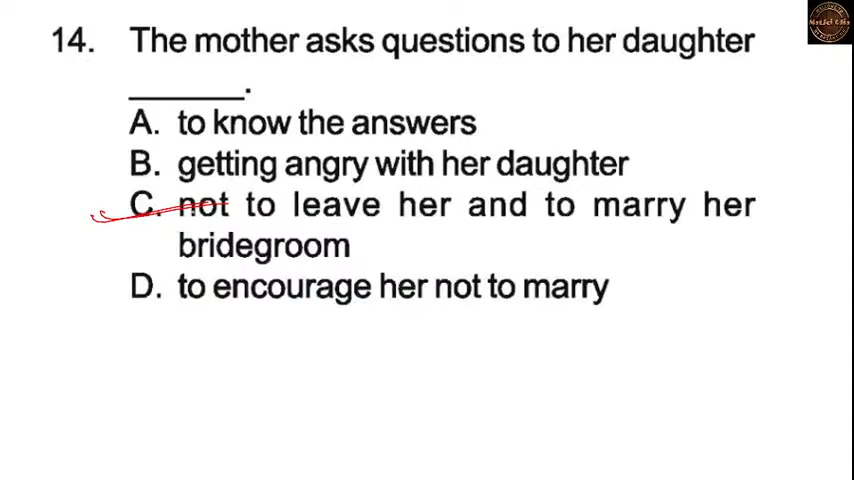 14. The mother asks questions to her daughter
______.
A. to know the answers
B. getting angry with her daughter
C. not to leave her and to marry her
bridegroom
D. to encourage her not to marry